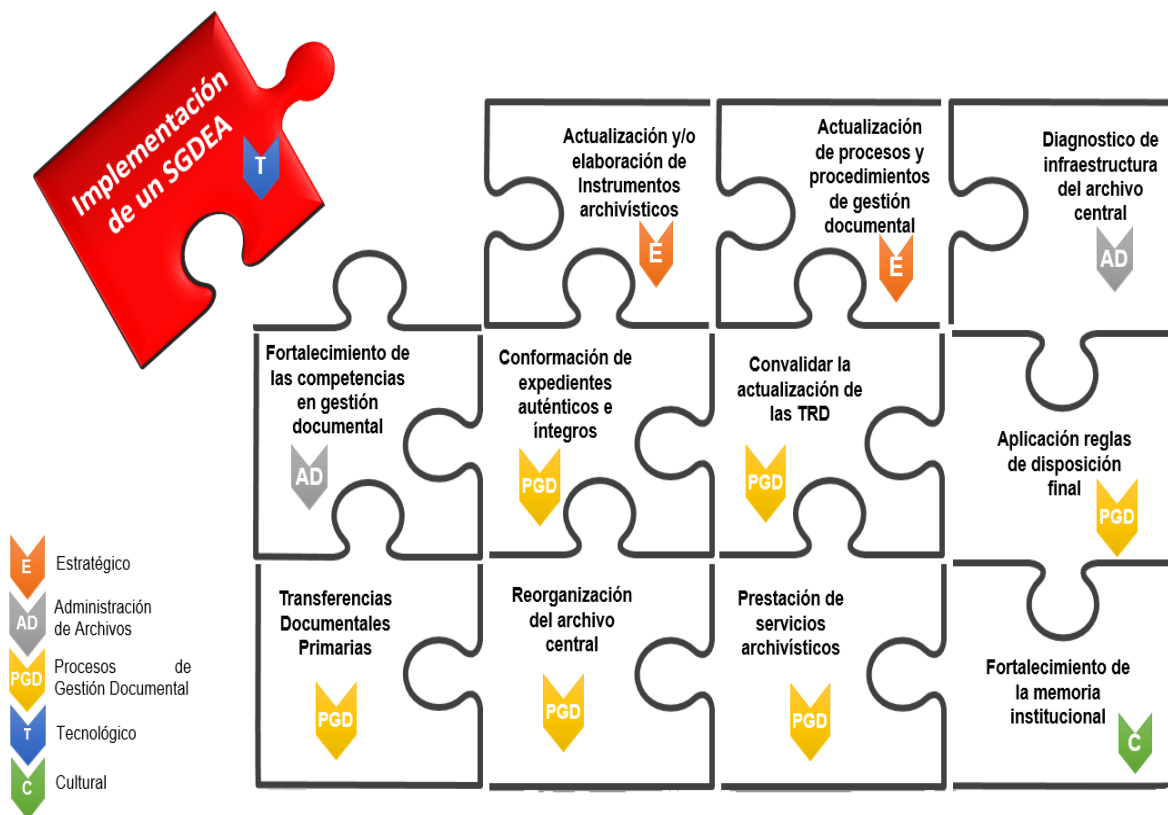 Implementación
de un SGDEA
T
Actualización y/o
elaboración de
Instrumentos
archivísticos
E
Actualización
de procesos y
procedimientos
de gestión
documental
E
Diagnostico de
infraestructura
del archivo
central
AD
Fortalecimiento de
las competencias
en gestión
documental
AD
Conformación de
expedientes
auténticos e
íntegros
PGD
Convalidar la
actualización de
las TRD
PGD
Aplicación reglas
de disposición
final
PGD
Transferencias
Documentales
Primarias
PGD
Reorganización
del archivo
central
PGD
Prestación de
servicios
archivísticos
PGD
Fortalecimiento de
la memoria
institucional
C
E
Estratégico
AD
Administración
de Archivos
PGD
Procesos de
Gestión Documental
T
Tecnológico
C
Cultural